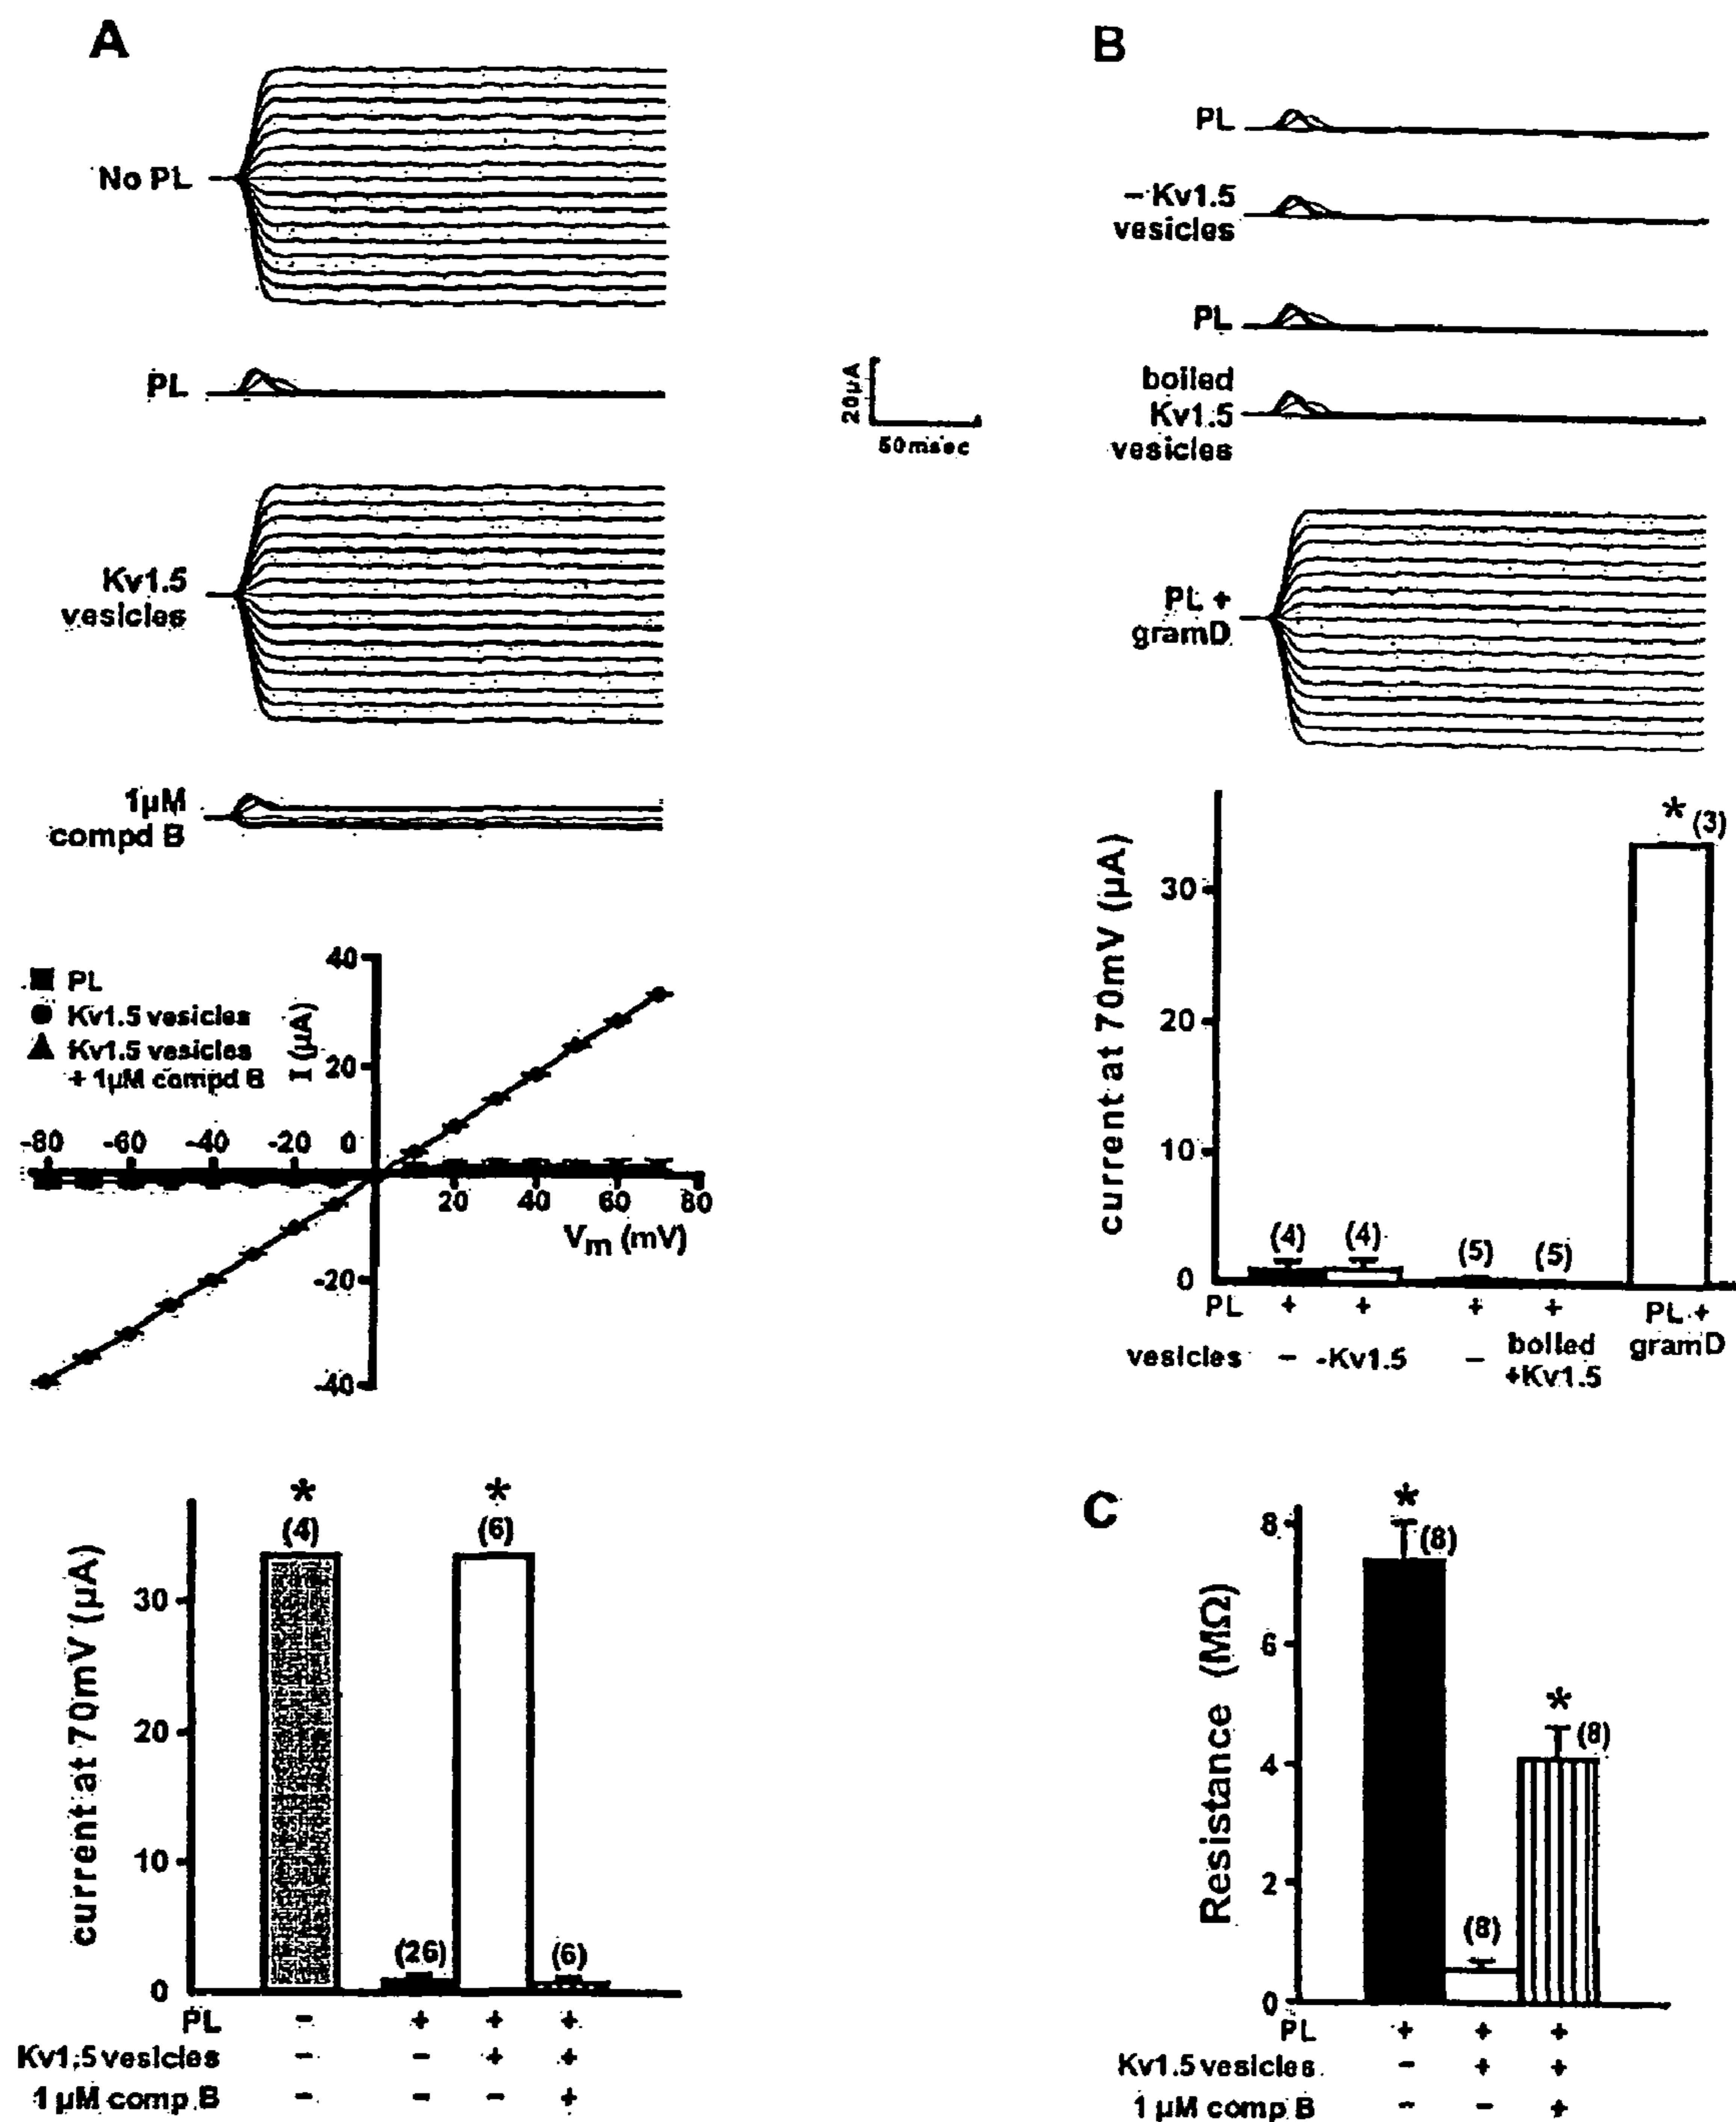 A
No PL
PL
Kv1.5
vesicles
1µM
compd B
20µA
50msec
PL
Kv1.5 vesicles
Kv1.5 vesicles
+ 1µM compd B
I (µA)
40
20
-20
-40
-80 -60 -40 -20 0
20 40 60 80
Vm (mV)
current at 70mV (µA)
30
20
10
0
*
(4)
(26)
*
(6)
(6)
PL - + + +
Kv1.5 vesicles - - + +
1 µM comp B - - - +
B
PL
-Kv1.5
vesicles
PL
boiled
Kv1.5
vesicles
PL +
gramD
current at 70mV (µA)
30
20
10
0
(4) (4) (5) (5)
* (3)
PL + + + + PL + gramD
vesicles - -Kv1.5 - boiled +Kv1.5
C
Resistance (MΩ)
8
6
4
2
0
*
(8)
(8)
*
(8)
PL + + +
Kv1.5 vesicles - + +
1 µM comp B - - +